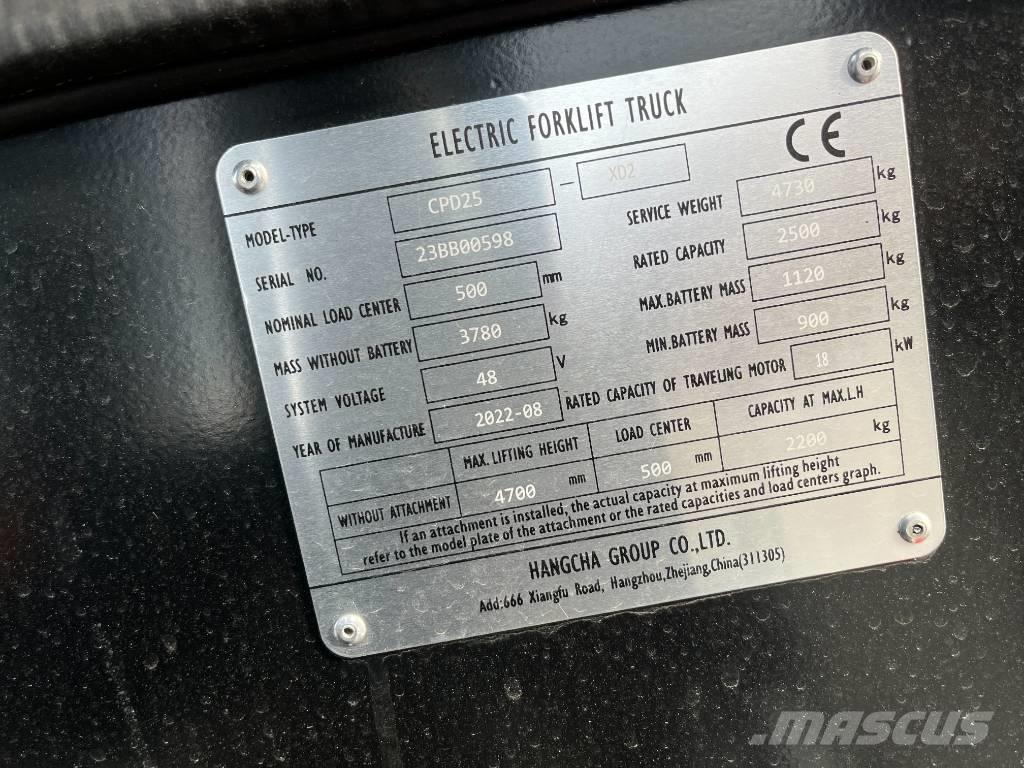 ELECTRIC FORKLIFT TRUCK
CE
MODEL-TYPE CPD25 - XD2
SERVICE WEIGHT 4730 kg
SERIAL NO. 23BB00598
RATED CAPACITY 2500 kg
NOMINAL LOAD CENTER 500 mm
MAX.BATTERY MASS 1120 kg
MASS WITHOUT BATTERY 3780 kg
MIN.BATTERY MASS 900 kg
SYSTEM VOLTAGE 48 V
RATED CAPACITY OF TRAVELING MOTOR 18 kW
YEAR OF MANUFACTURE 2022-08
MAX. LIFTING HEIGHT LOAD CENTER CAPACITY AT MAX.L.H
WITHOUT ATTACHMENT 4700 mm 500 mm 2200 kg
If an attachment is installed, the actual capacity at maximum lifting height
refer to the model plate of the attachment or the rated capacities and load centers graph.
HANGCHA GROUP CO.,LTD.
Add:666 Xiangfu Road, Hangzhou,Zhejiang,China(311305)
MASCUS